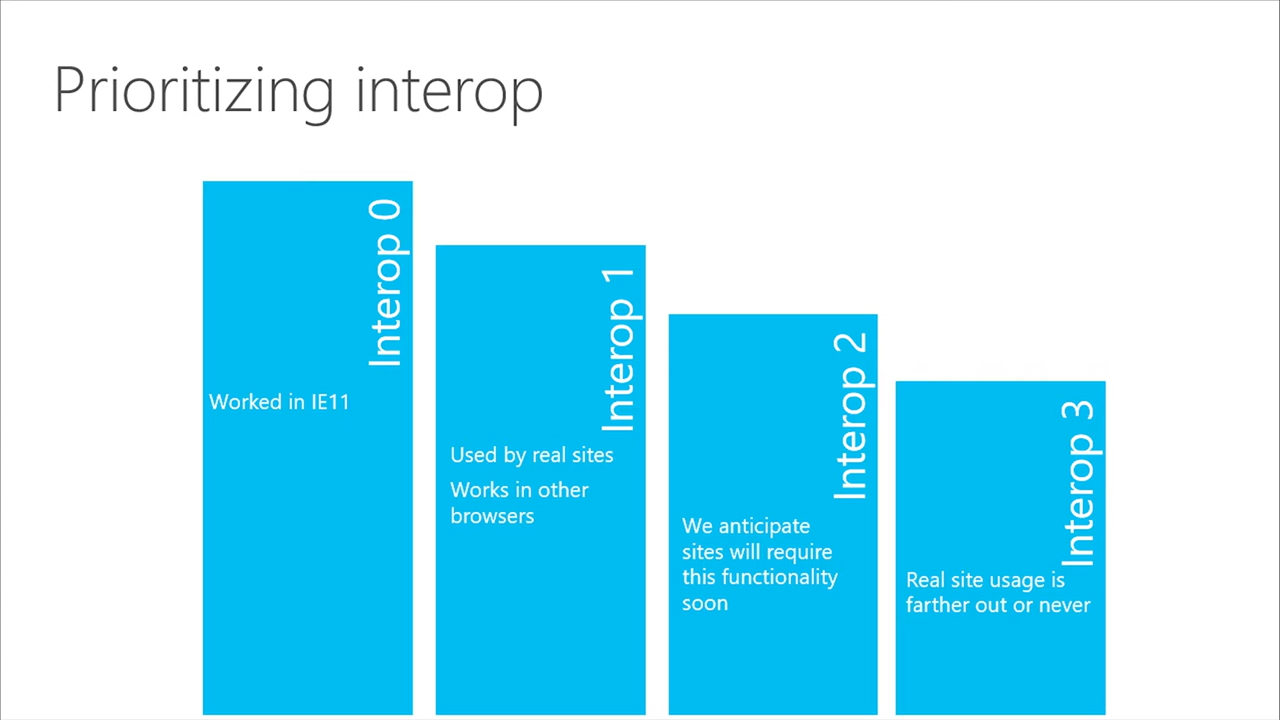 Prioritizing interop
Interop 0
Worked in IE11
Interop 1
Used by real sites
Works in other
browsers
Interop 2
We anticipate
sites will require
this functionality
soon
Interop 3
Real site usage is
farther out or never